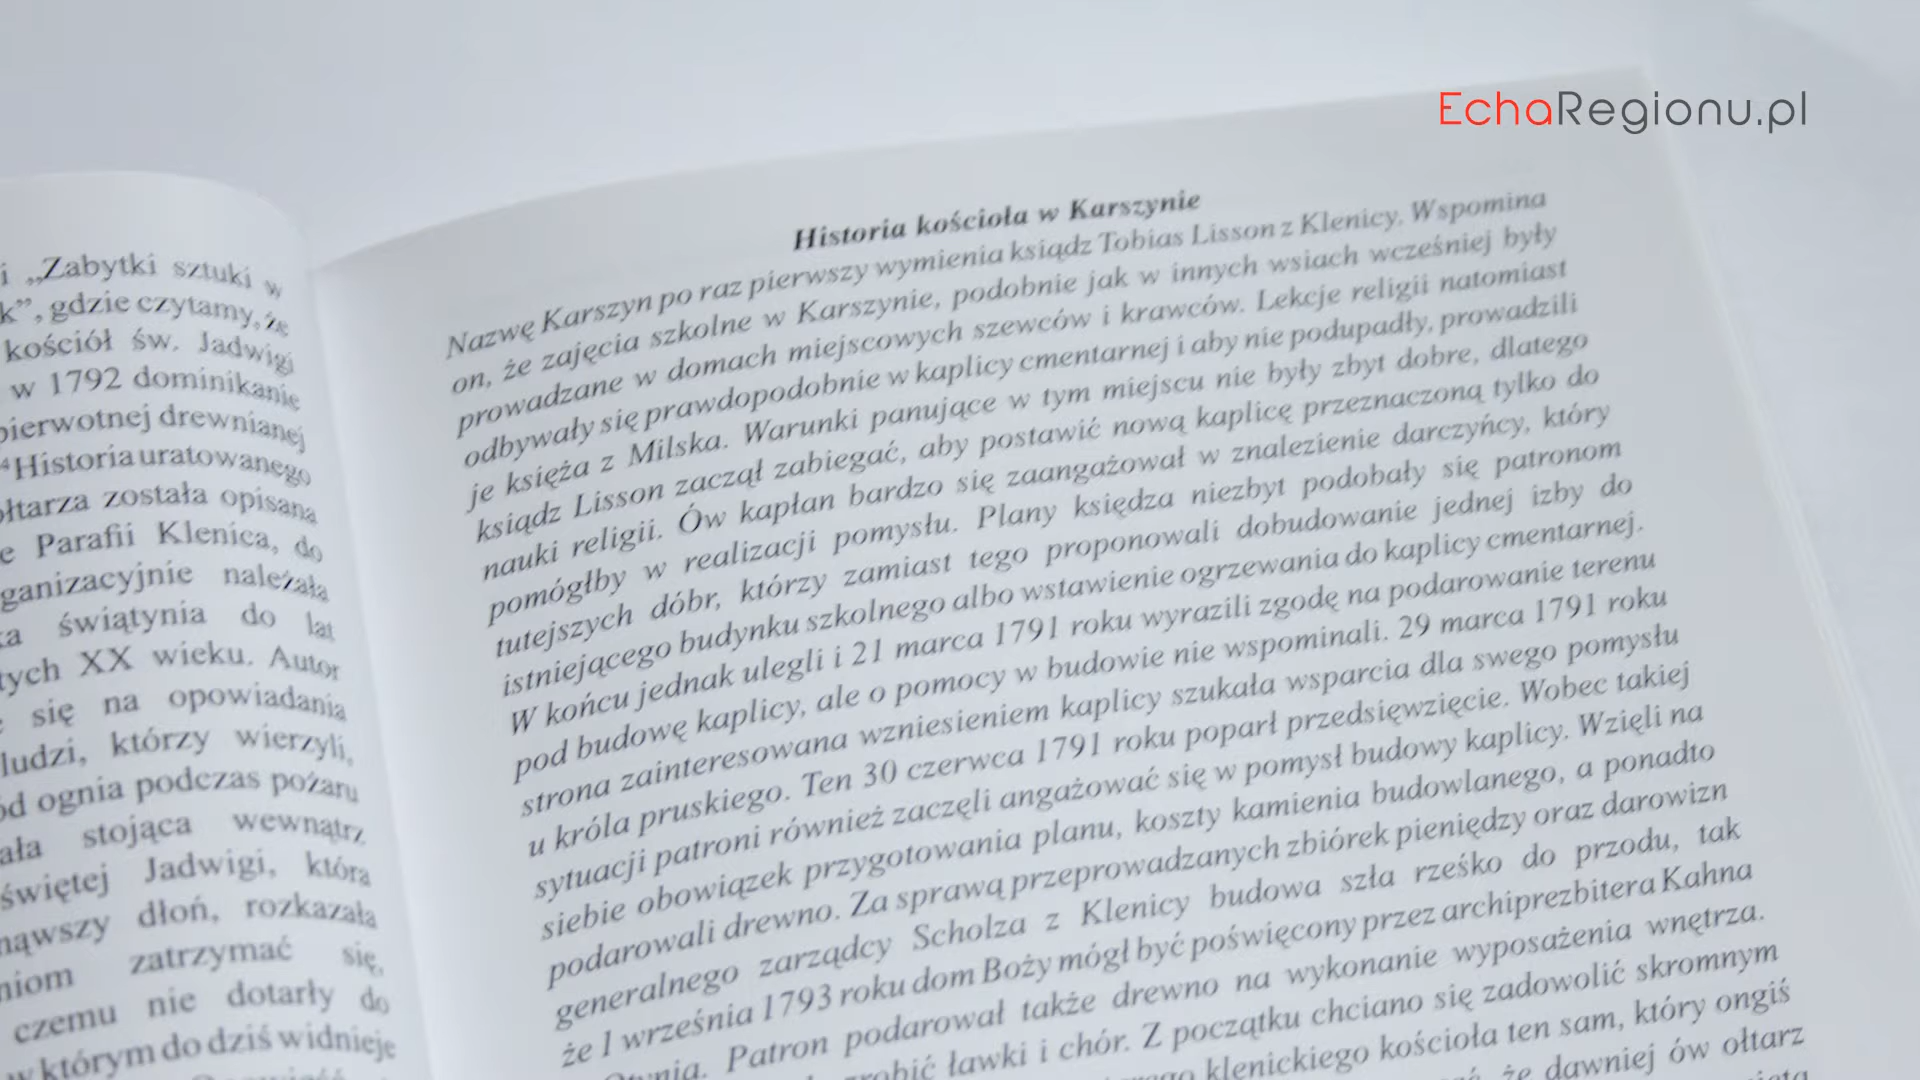 EchaRegionu.pl
i „Zabytki sztuki w
k”, gdzie czytamy, że
kościół św. Jadwigi
w 1792 dominikanie
pierwotnej drewnianej
⁴Historia uratowanego
ołtarza została opisana
e Parafii Klenica, do
ganizacyjnie należała
ka świątynia do lat
tych XX wieku. Autor
się na opowiadania
ludzi, którzy wierzyli,
ód ognia podczas pożaru
ała stojąca wewnątrz
świętej Jadwigi, która
nąwszy dłoń, rozkazała
niom zatrzymać się,
czemu nie dotarły do
w którym do dziś widnieje
Historia kościoła w Karszynie
Nazwę Karszyn po raz pierwszy wymienia ksiądz Tobias Lisson z Klenicy. Wspomina
on, że zajęcia szkolne w Karszynie, podobnie jak w innych wsiach wcześniej były
prowadzane w domach miejscowych szewców i krawców. Lekcje religii natomiast
odbywały się prawdopodobnie w kaplicy cmentarnej i aby nie podupadły, prowadzili
je księża z Milska. Warunki panujące w tym miejscu nie były zbyt dobre, dlatego
ksiądz Lisson zaczął zabiegać, aby postawić nową kaplicę przeznaczoną tylko do
nauki religii. Ów kapłan bardzo się zaangażował w znalezienie darczyńcy, który
pomógłby w realizacji pomysłu. Plany księdza niezbyt podobały się patronom
tutejszych dóbr, którzy zamiast tego proponowali dobudowanie jednej izby do
istniejącego budynku szkolnego albo wstawienie ogrzewania do kaplicy cmentarnej.
W końcu jednak ulegli i 21 marca 1791 roku wyrazili zgodę na podarowanie terenu
pod budowę kaplicy, ale o pomocy w budowie nie wspominali. 29 marca 1791 roku
strona zainteresowana wzniesieniem kaplicy szukała wsparcia dla swego pomysłu
u króla pruskiego. Ten 30 czerwca 1791 roku poparł przedsięwzięcie. Wobec takiej
sytuacji patroni również zaczęli angażować się w pomysł budowy kaplicy. Wzięli na
siebie obowiązek przygotowania planu, koszty kamienia budowlanego, a ponadto
podarowali drewno. Za sprawą przeprowadzanych zbiórek pieniędzy oraz darowizn
generalnego zarządcy Scholza z Klenicy budowa szła rześko do przodu, tak
że 1 września 1793 roku dom Boży mógł być poświęcony przez archiprezbitera Kahna
Patron podarował także drewno na wykonanie wyposażenia wnętrza.
ławki i chór. Z początku chciano się zadowolić skromnym
klenickiego kościoła ten sam, który ongiś
że dawniej ów ołtarz